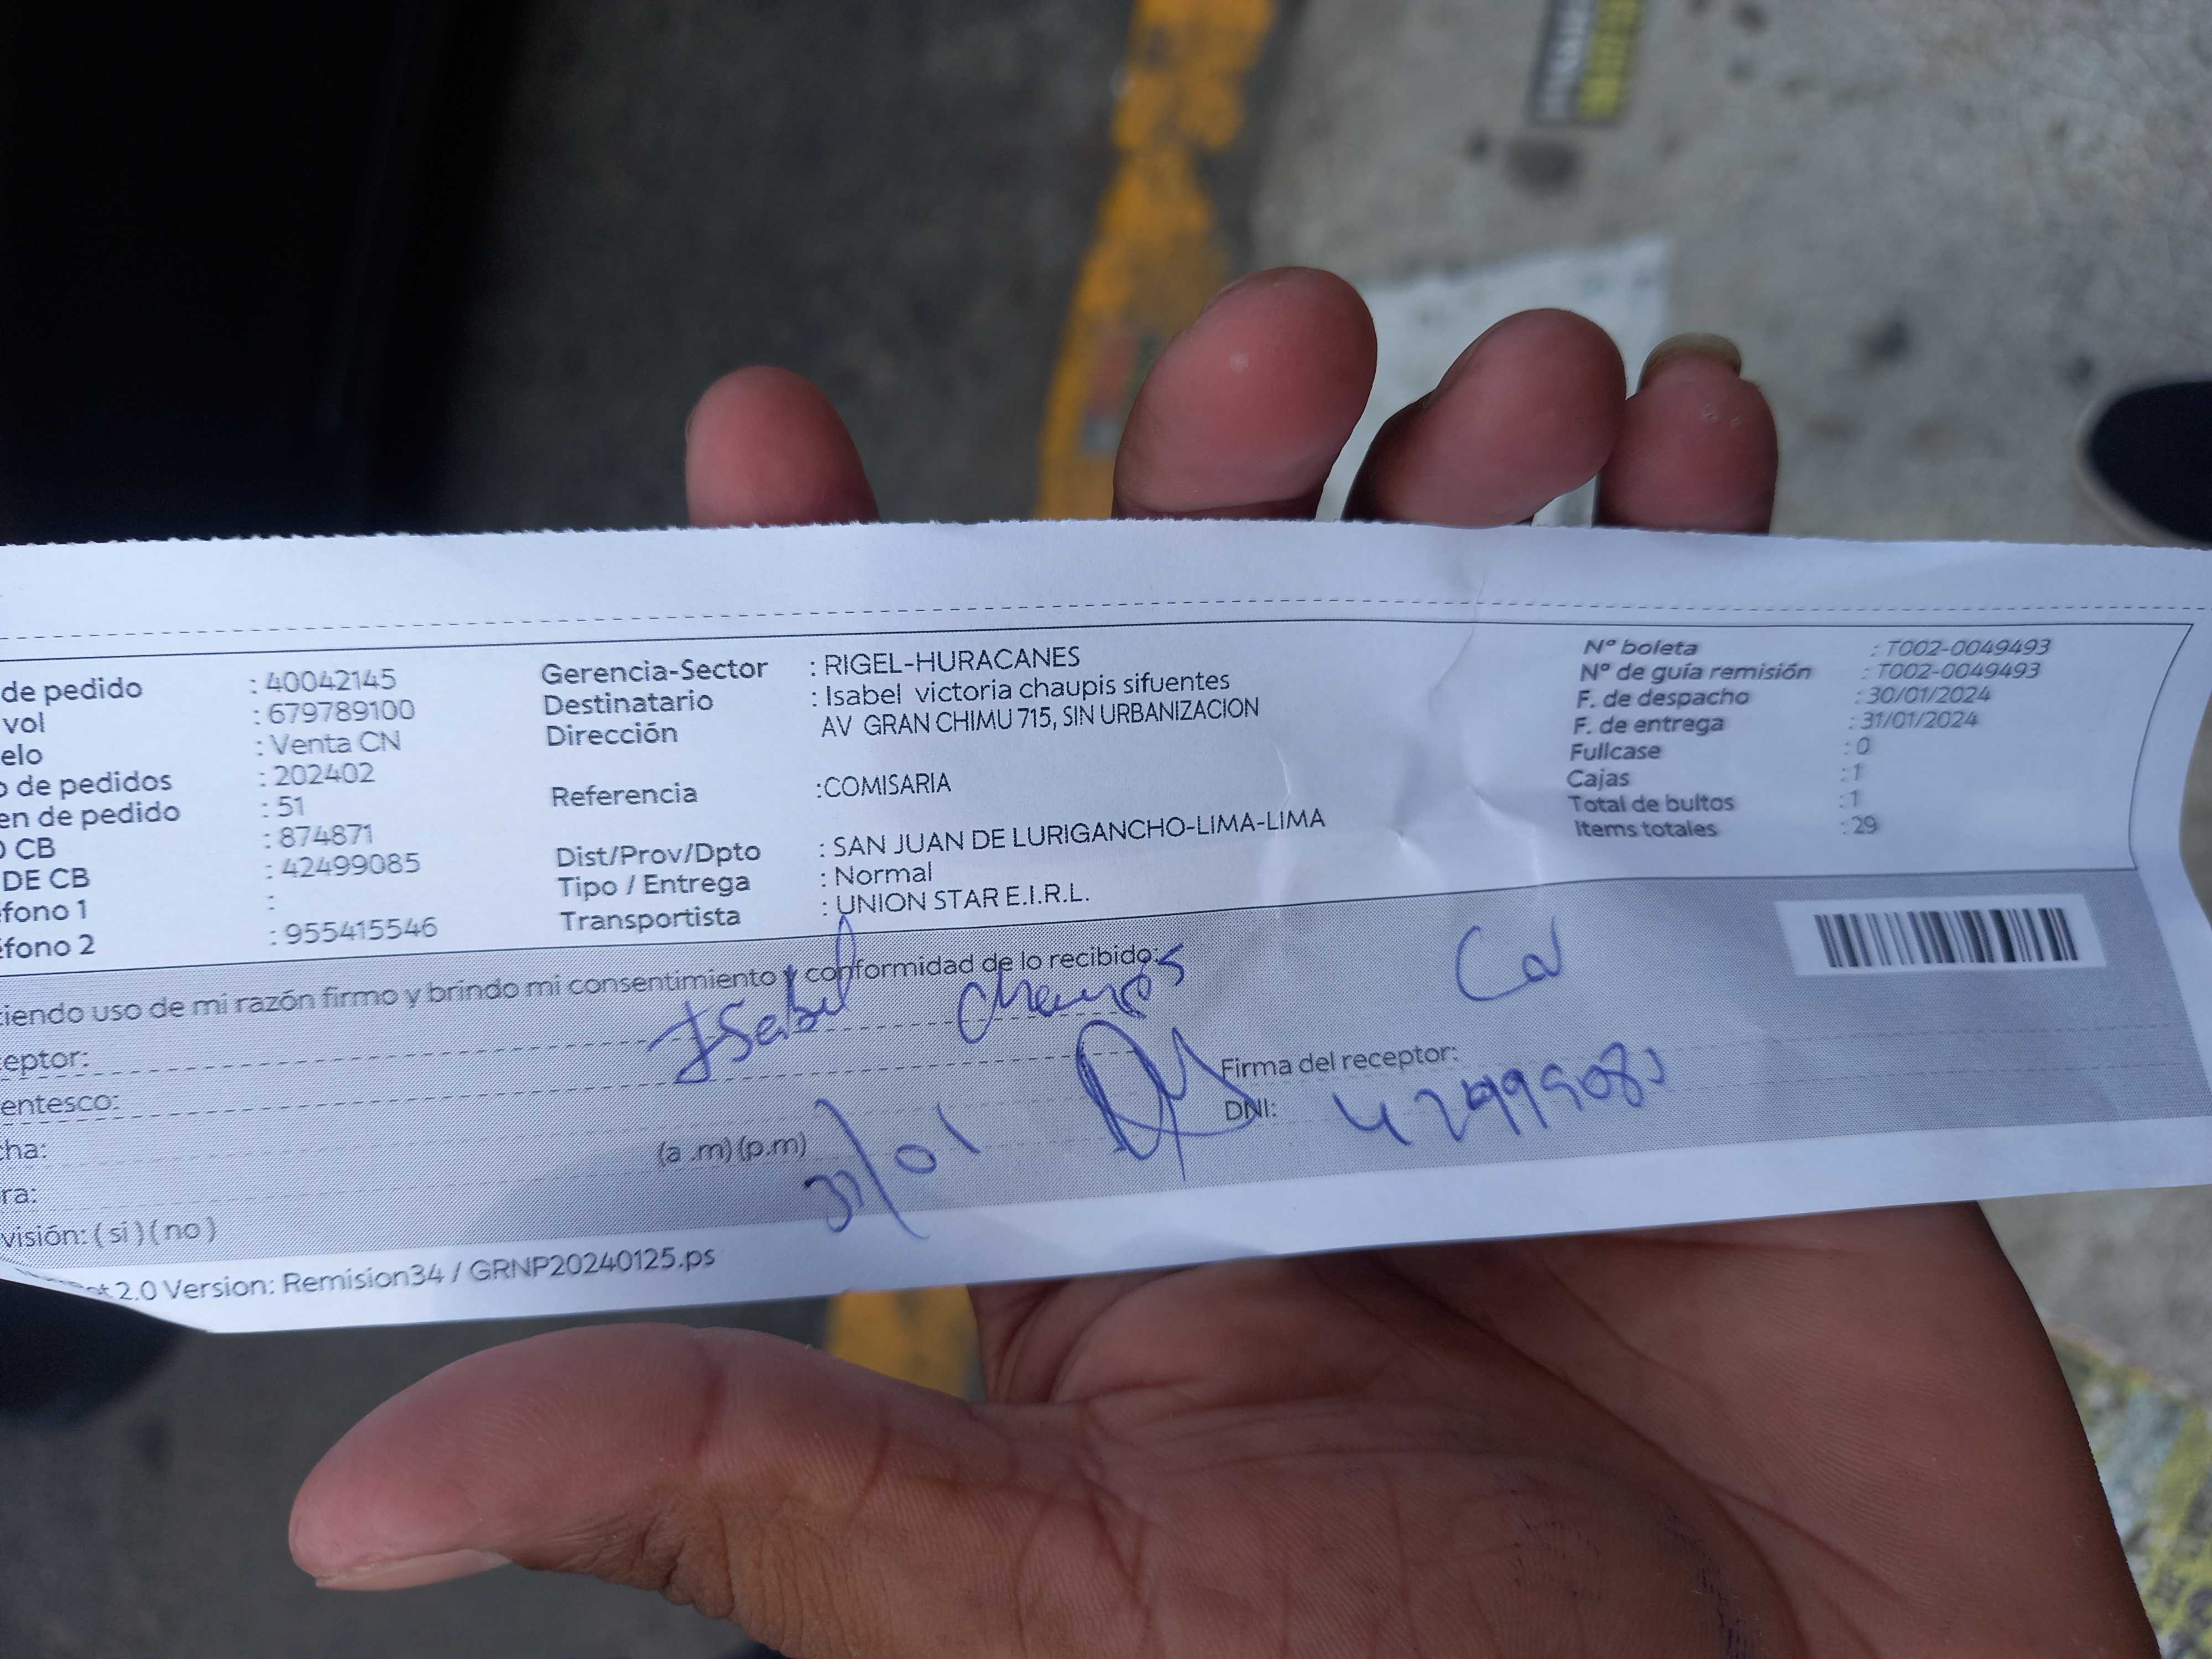 de pedido : 40042145
vol : 679789100
elo : Venta CN
de pedidos : 202402
en de pedido : 51
CB : 874871
DE CB : 42499085
fono 1 :
fono 2 : 955415546
Gerencia-Sector : RIGEL-HURACANES
Destinatario : Isabel victoria chaupis sifuentes
Dirección AV GRAN CHIMU 715, SIN URBANIZACION
Referencia :COMISARIA
Dist/Prov/Dpto : SAN JUAN DE LURIGANCHO-LIMA-LIMA
Tipo / Entrega : Normal
Transportista : UNION STAR E.I.R.L.
Nº boleta : T002-0049493
Nº de guía remisión : T002-0049493
F. de despacho : 30/01/2024
F. de entrega : 31/01/2024
Fullcase : 0
Cajas : 1
Total de bultos : 1
Items totales : 29
iendo uso de mi razón firmo y brindo mi consentimiento y conformidad de lo recibido:
eptor: Isabel Chaupis
entesco:
Firma del receptor:
ha: DNI:
ra: (a .m) (p.m) 31/01
visión: ( si ) ( no )
2.0 Version: Remision34 / GRNP20240125.ps